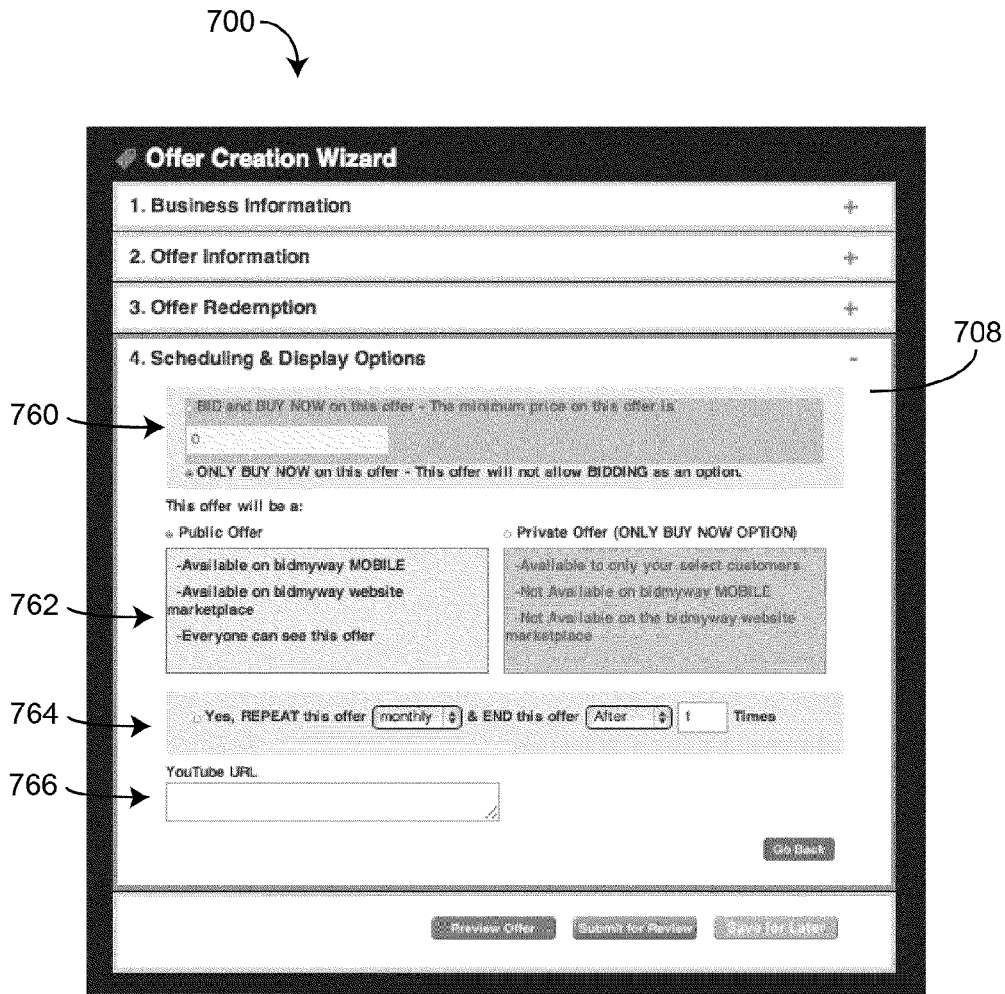 700
Offer Creation Wizard
1. Business Information +
2. Offer Information +
3. Offer Redemption +
708
4. Scheduling & Display Options -
760
BID and BUY NOW on this offer - The minimum price on this offer is
0
ONLY BUY NOW on this offer - This offer will not allow BIDDING as an option.
This offer will be a:
Public Offer
Private Offer (ONLY BUY NOW OPTION)
762
-Available on bidmyway MOBILE
-Available on bidmyway website
marketplace
-Everyone can see this offer
-Available to only your select customers
-Not Available on bidmyway MOBILE
-Not Available on the bidmyway website
marketplace
764
Yes, REPEAT this offer monthly & END this offer After 1 Times
766
YouTube URL
Go Back
Preview Offer Submit for Review Save for Later